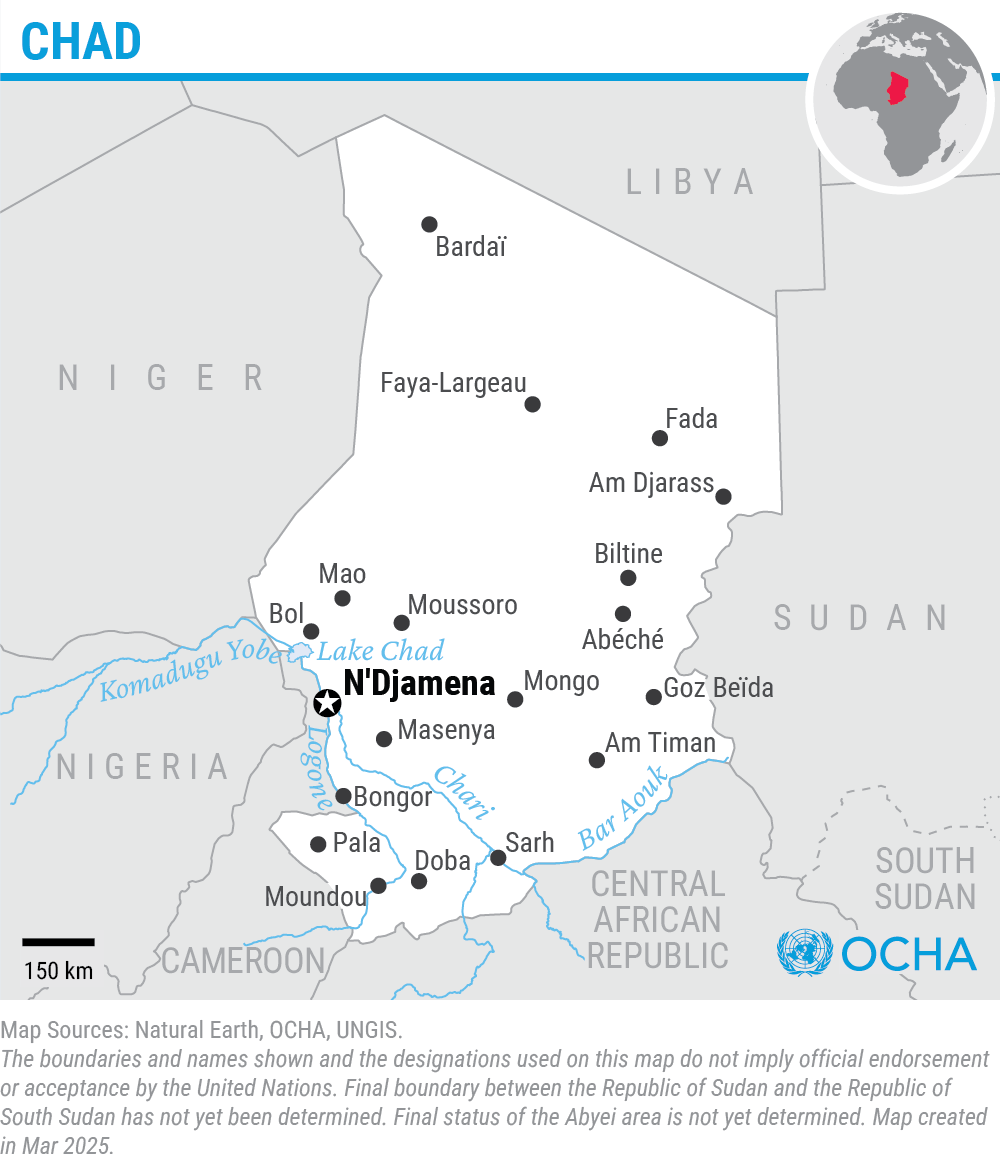 CHAD
LIBYA
Bardaï
NIGER
Faya-Largeau
Fada
Am Djarass
Biltine
Mao
Moussoro
Bol
SUDAN
Abéché
Lake Chad
Komadugu Yobe
N'Djamena
Mongo
Goz Beïda
Masenya
Am Timan
Logone
NIGERIA
Chari
Bongor
Bar Aouk
Pala
Sarh
Doba
SOUTH
SUDAN
Moundou
CENTRAL
AFRICAN
REPUBLIC
CAMEROON
OCHA
150 km
Map Sources: Natural Earth, OCHA, UNGIS.
The boundaries and names shown and the designations used on this map do not imply official endorsement
or acceptance by the United Nations. Final boundary between the Republic of Sudan and the Republic of
South Sudan has not yet been determined. Final status of the Abyei area is not yet determined. Map created
in Mar 2025.